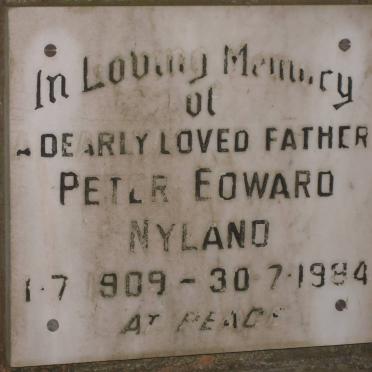 In Loving Memory
of
A DEARLY LOVED FATHER
PETER EDWARD
NYLAND
1·7·1909 - 30·7·1984
AT PEACE